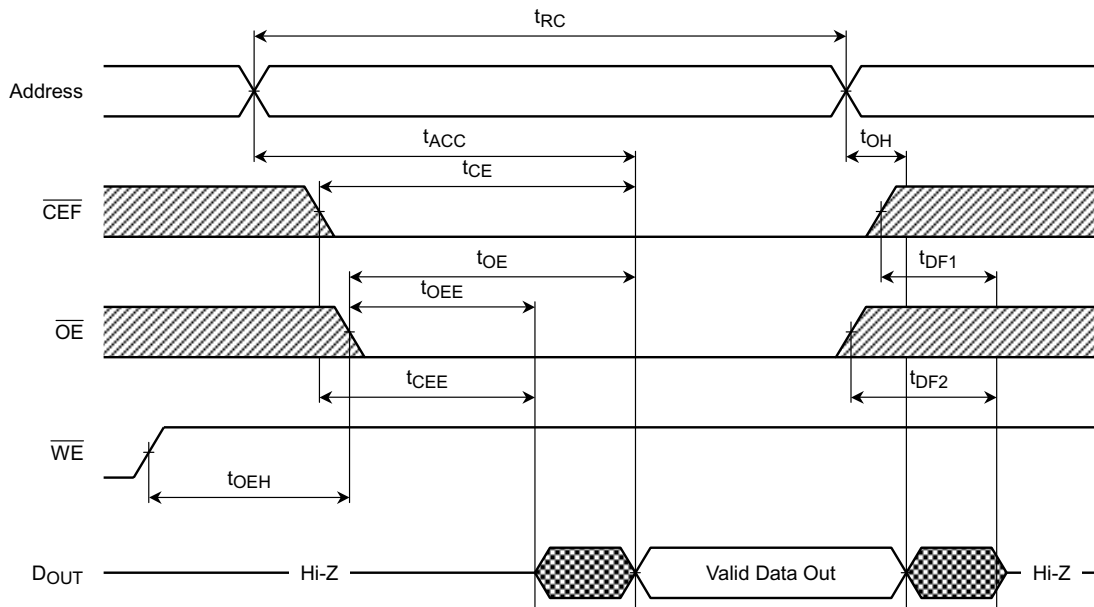 tRC
Address
tACC
tOH
tCE
CEF
tOE
tDF1
tOEE
OE
tCEE
tDF2
WE
tOEH
DOUT
Hi-Z
Valid Data Out
Hi-Z